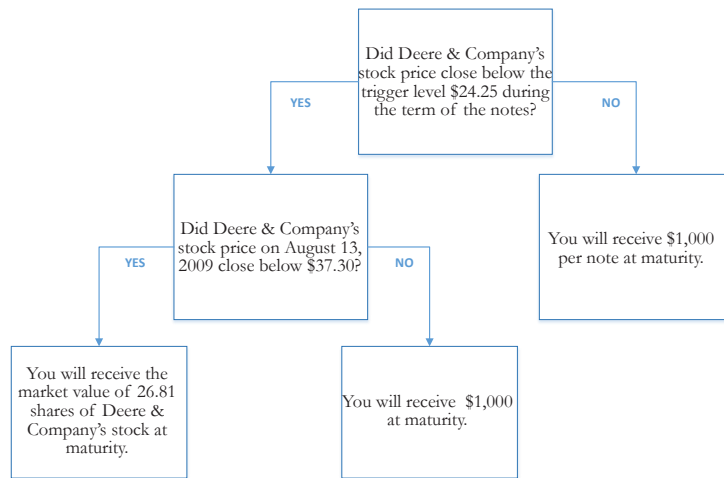 Did Deere & Company's
stock price close below the
trigger level $24.25 during
the term of the notes?
YES
NO
Did Deere & Company's
stock price on August 13,
2009 close below $37.30?
You will receive $1,000
per note at maturity.
YES
NO
You will receive the
market value of 26.81
shares of Deere &
Company's stock at
maturity.
You will receive $1,000
at maturity.